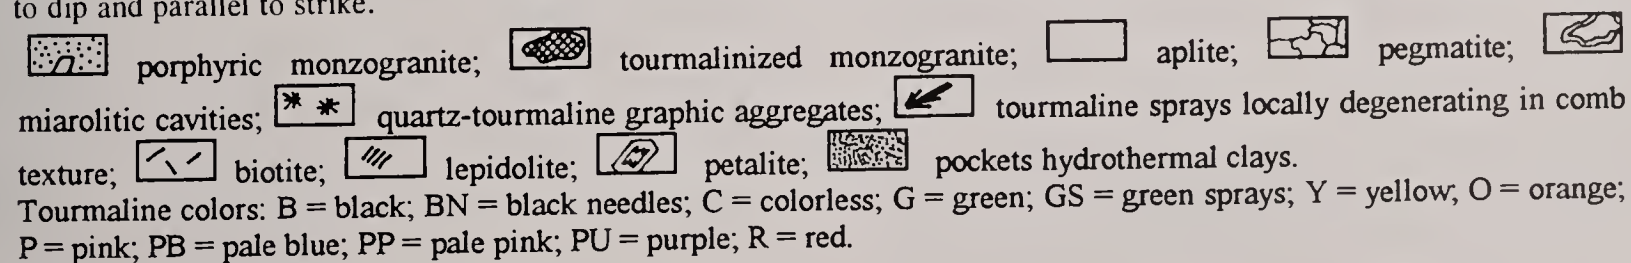 to dip and parallel to strike.
porphyric monzogranite; tourmalinized monzogranite; aplite; pegmatite;
miarolitic cavities; quartz-tourmaline graphic aggregates; tourmaline sprays locally degenerating in comb
texture; biotite; lepidolite; petalite; pockets hydrothermal clays.
Tourmaline colors: B = black; BN = black needles; C = colorless; G = green; GS = green sprays; Y = yellow; O = orange;
P = pink; PB = pale blue; PP = pale pink; PU = purple; R = red.